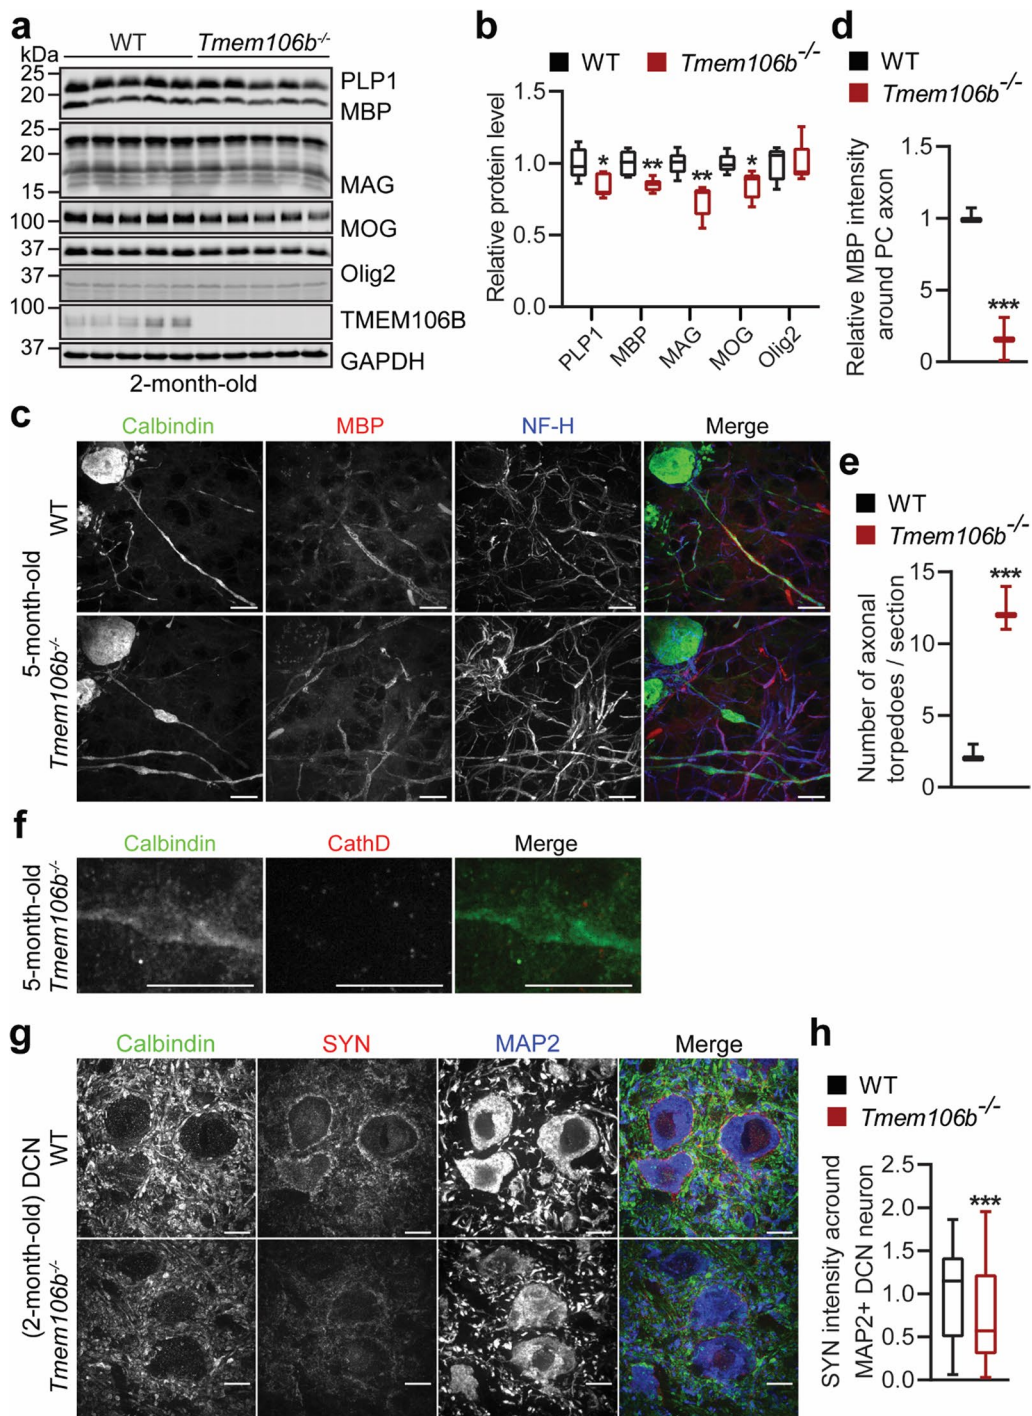 a
WT Tmem106b-/-
kDa
25
20
PLP1
MBP
25
20
15
MAG
100
MOG
37
37
Olig2
100
TMEM106B
37
GAPDH
2-month-old
b
WT Tmem106b-/-
Relative protein level
1.5
1.0
0.5
0.0
* ** ** *
PLP1 MBP MAG MOG Olig2
d
WT
Tmem106b-/-
Relative MBP intensity
around PC axon
15
1
5
0
***
c
Calbindin MBP NF-H Merge
5-month-old
WT
Tmem106b-/-
e
WT
Tmem106b-/-
Number of axonal
torpedoes / section
15
10
5
0
***
f
Calbindin CathD Merge
5-month-old
Tmem106b-/-
g
Calbindin SYN MAP2 Merge
(2-month-old) DCN
WT
Tmem106b-/-
h
WT
Tmem106b-/-
SYN intensity acround
MAP2+ DCN neuron
2.5
2.0
1.5
1.0
0.5
0.0
***